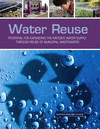 Water Reuse
POTENTIAL FOR EXPANDING THE NATION'S WATER SUPPLY
THROUGH REUSE OF MUNICIPAL WASTEWATER